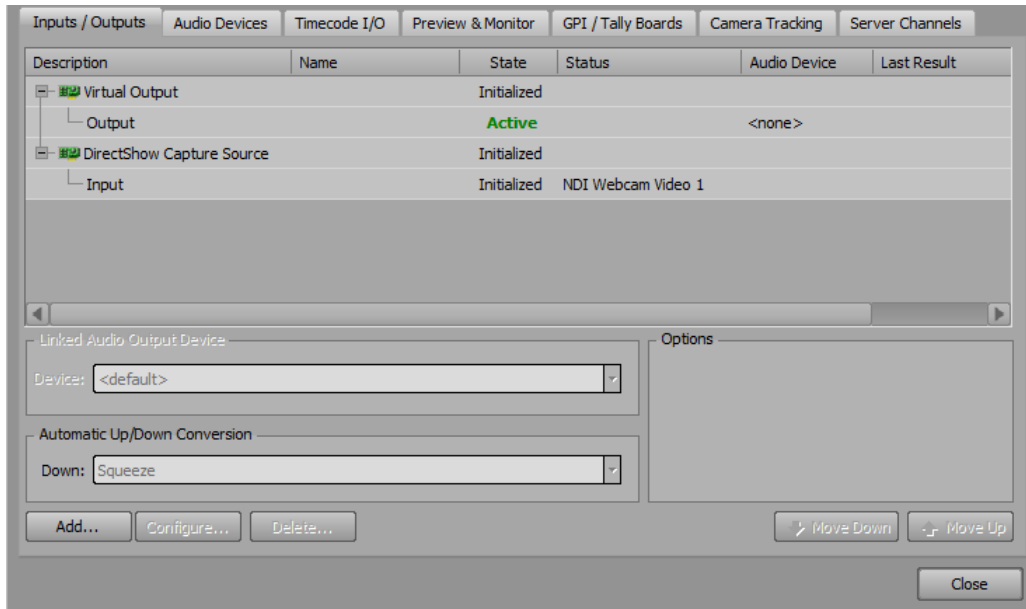 Inputs / Outputs Audio Devices Timecode I/O Preview & Monitor GPI / Tally Boards Camera Tracking Server Channels
Description Name State Status Audio Device Last Result
Virtual Output Initialized
Output Active <none>
DirectShow Capture Source Initialized
Input Initialized NDI Webcam Video 1
Linked Audio Output Device Options
Device: <default>
Automatic Up/Down Conversion
Down: Squeeze
Add... Configure... Delete... Move Down Move Up
Close